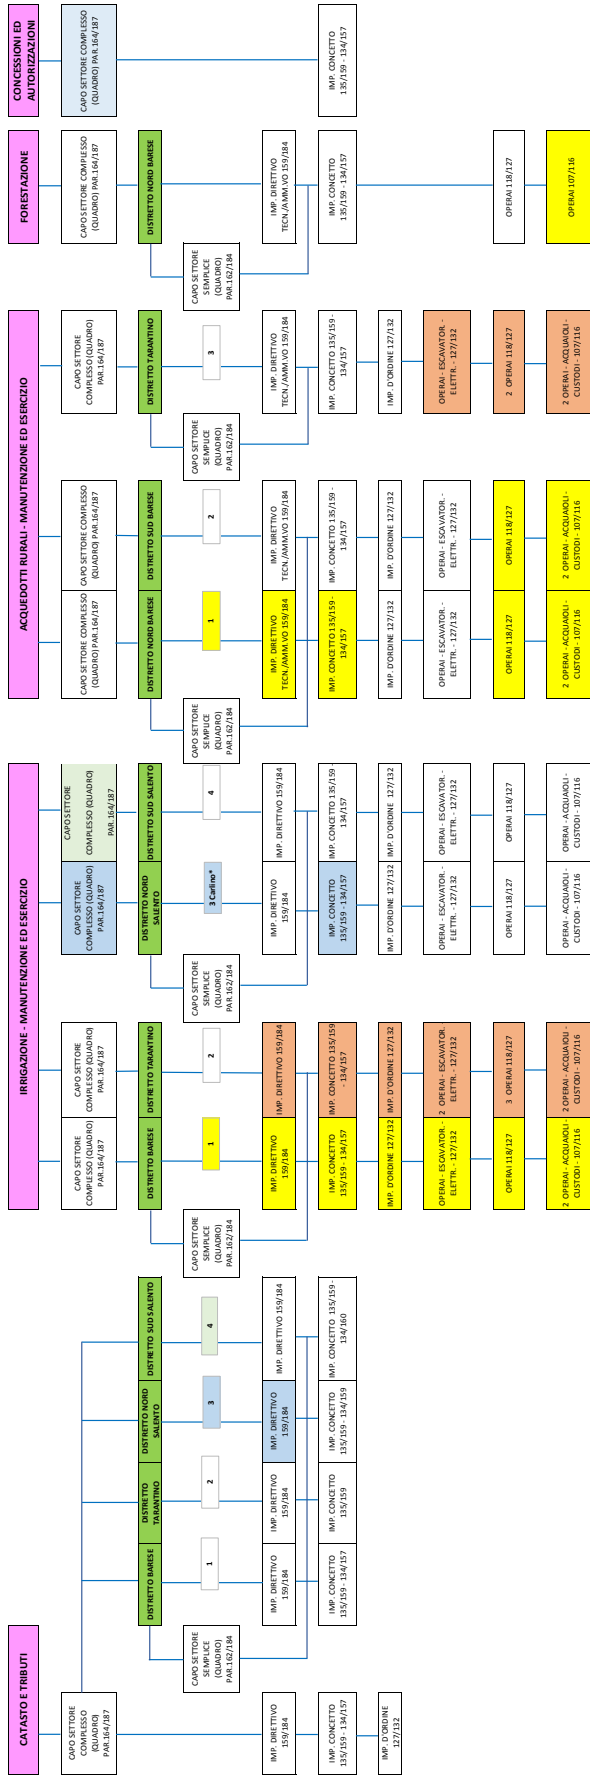 CATASTO E TRIBUTI
CAPO SETTORE
COMPLESSO
(QUADRO)
PAR.164/187
IMP. DIRETTIVO
159/184
IMP. CONCETTO
135/159 - 134/157
IMP. D'ORDINE
127/132
DISTRETTO BARESE
DISTRETTO
TARANTINO
DISTRETTO NORD
SALENTO
DISTRETTO SUD SALENTO
CAPO SETTORE
SEMPLICE
(QUADRO)
PAR.162/184
1
2
3
4
IMP. DIRETTIVO
159/184
IMP. DIRETTIVO
159/184
IMP. DIRETTIVO
159/184
IMP. DIRETTIVO 159/184
IMP. CONCETTO
135/159 - 134/157
IMP. CONCETTO
135/159
IMP. CONCETTO
135/159 - 134/159
IMP. CONCETTO 135/159 -
134/160
IRRIGAZIONE - MANUTENZIONE ED ESERCIZIO
CAPO SETTORE
COMPLESSO (QUADRO)
PAR.164/187
CAPO SETTORE
COMPLESSO (QUADRO)
PAR.164/187
CAPO SETTORE
COMPLESSO (QUADRO)
PAR.164/187
CAPO SETTORE
COMPLESSO (QUADRO)
PAR.164/187
DISTRETTO BARESE
DISTRETTO TARANTINO
DISTRETTO NORD
SALENTO
DISTRETTO SUD SALENTO
CAPO SETTORE
SEMPLICE
(QUADRO)
PAR.162/184
1
2
CAPO SETTORE
SEMPLICE
(QUADRO)
PAR.162/184
3 Carlino*
4
IMP. DIRETTIVO
159/184
IMP. DIRETTIVO 159/184
IMP. DIRETTIVO
159/184
IMP. DIRETTIVO 159/184
IMP. CONCETTO
135/159 - 134/157
IMP. CONCETTO 135/159
- 134/157
IMP. CONCETTO
135/159 - 134/157
IMP. CONCETTO 135/159
134/157
IMP. D'ORDINE 127/132
IMP. D'ORDINE 127/132
IMP. D'ORDINE 127/132
IMP. D'ORDINE 127/132
2 OPERAI - ESCAVATOR. -
ELETTR. - 127/132
2 OPERAI - ESCAVATOR.
ELETTR. - 127/132
OPERAI - ESCAVATOR. -
ELETTR. - 127/132
OPERAI - ESCAVATOR. -
ELETTR. - 127/132
OPERAI 118/127
3 OPERAI 118/127
OPERAI 118/127
OPERAI 118/127
2 OPERAI - ACQUAIOLI -
CUSTODI - 107/116
2 OPERAI - ACQUAIOLI -
CUSTODI - 107/116
OPERAI - ACQUAIOLI -
CUSTODI - 107/116
OPERAI - ACQUAIOLI -
CUSTODI - 107/116
ACQUEDOTTI RURALI - MANUTENZIONE ED ESERCIZIO
CAPO SETTORE COMPLESSO
(QUADRO) PAR.164/187
CAPO SETTORE COMPLESSO
(QUADRO) PAR.164/187
CAPO SETTORE
COMPLESSO (QUADRO)
PAR.164/187
DISTRETTO NORD BARESE
DISTRETTO SUD BARESE
DISTRETTO TARANTINO
CAPO SETTORE
SEMPLICE
(QUADRO)
PAR.162/184
1
2
CAPO SETTORE
SEMPLICE
(QUADRO)
PAR.162/184
3
IMP. DIRETTIVO
TECN./AMM.VO 159/184
IMP. DIRETTIVO
TECN./AMM.VO 159/184
IMP. DIRETTIVO
TECN./AMM.VO 159/184
IMP. CONCETTO 135/159 -
134/157
IMP. CONCETTO 135/159 -
134/157
IMP. CONCETTO 135/159 -
134/157
IMP. D'ORDINE 127/132
IMP. D'ORDINE 127/132
IMP. D'ORDINE 127/132
OPERAI - ESCAVATOR. -
ELETTR. - 127/132
OPERAI - ESCAVATOR. -
ELETTR. - 127/132
OPERAI - ESCAVATOR. -
ELETTR. - 127/132
OPERAI 118/127
OPERAI 118/127
2 OPERAI 118/127
2 OPERAI - ACQUAIOLI -
CUSTODI - 107/116
2 OPERAI - ACQUAIOLI -
CUSTODI - 107/116
2 OPERAI - ACQUAIOLI -
CUSTODI - 107/116
FORESTAZIONE
CAPO SETTORE COMPLESSO
(QUADRO) PAR.164/187
DISTRETTO NORD BARESE
CAPO SETTORE
SEMPLICE
(QUADRO)
PAR.162/184
IMP. DIRETTIVO
TECN./AMM.VO 159/184
IMP. CONCETTO
135/159 - 134/157
OPERAI 118/127
OPERAI 107/116
CONCESSIONI ED
AUTORIZZAZIONI
CAPO SETTORE COMPLESSO
(QUADRO) PAR.164/187
IMP. CONCETTO
135/159 - 134/157